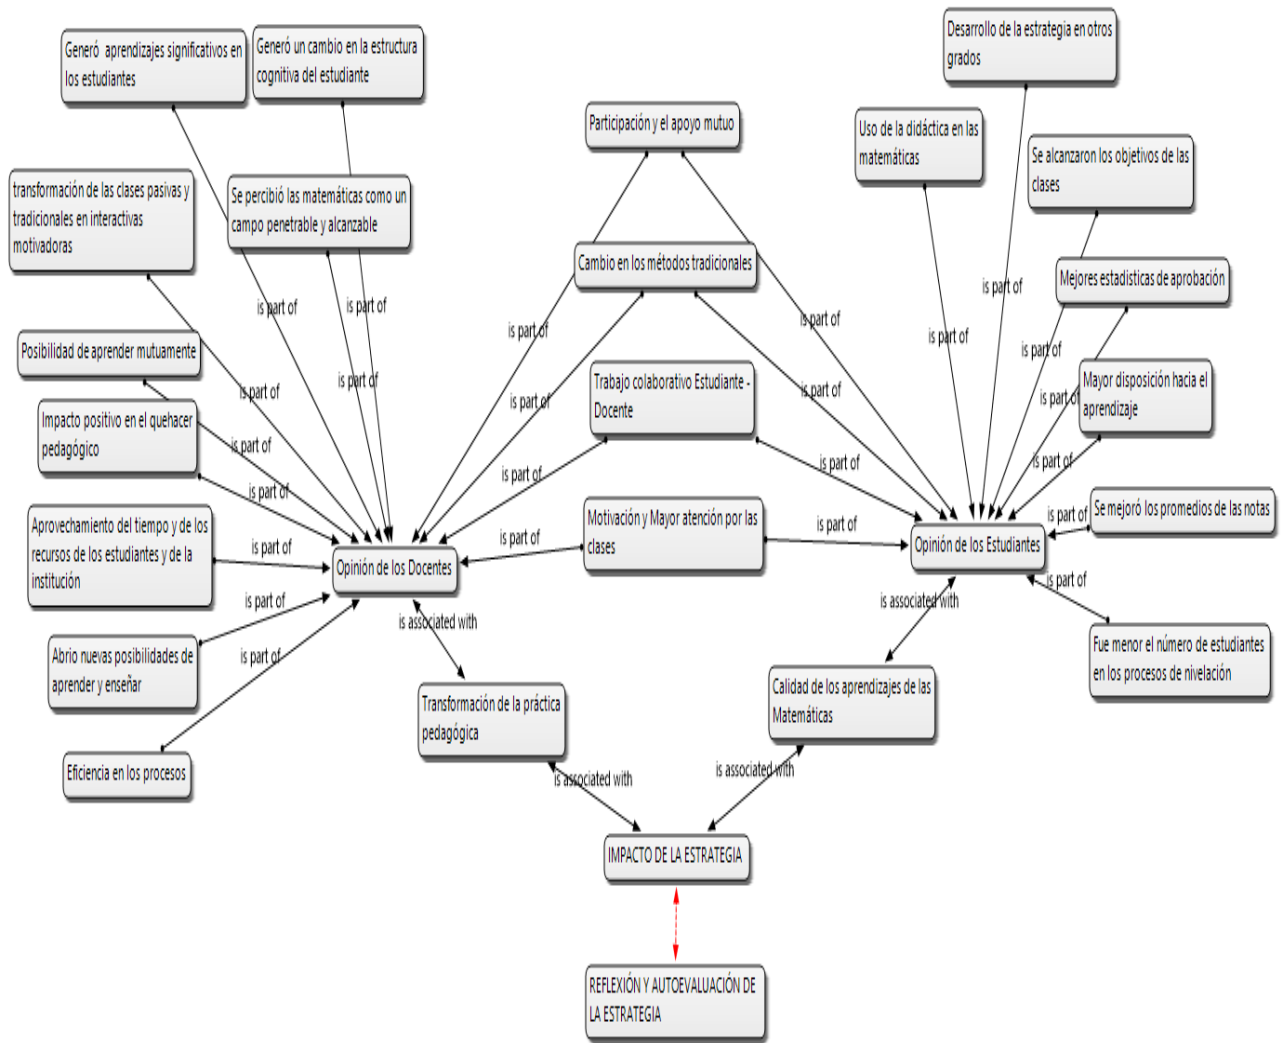 Generó  aprendizajes significativos en
los estudiantes
Generó un cambio en la estructura
cognitiva del estudiante
Desarrollo de la estrategia en otros
grados
Participación y el apoyo mutuo
Uso de la didáctica en las
matemáticas
Se alcanzaron los objetivos de las
clases
transformación de las clases pasivas y
tradicionales en interactivas
motivadoras
Se percibió las matemáticas como un
campo penetrable y alcanzable
Cambio en los métodos tradicionales
Mejores estadísticas de aprobación
is part of
is part of
is part of
is part of
is part of
is part of
is part of
Posibilidad de aprender mutuamente
Trabajo colaborativo Estudiante -
Docente
Mayor disposición hacia el
aprendizaje
is part of
is part of
is part of
is part of
is part of
Impacto positivo en el quehacer
pedagógico
is part of
is part of
is part of
is part of
is part of
Aprovechamiento del tiempo y de los
recursos de los estudiantes y de la
institución
Motivación y Mayor atención por las
clases
Se mejoró los promedios de las notas
is part of
is part of
is part of
is part of
Opinión de los Docentes
Opinión de los Estudiantes
is part of
is part of
is part of
is associated with
is associated with
Abrio nuevas posibilidades de
aprender y enseñar
Fue menor el número de estudiantes
en los procesos de nivelación
Transformación de la práctica
pedagógica
Calidad de los aprendizajes de las
Matemáticas
Eficiencia en los procesos
is associated with
is associated with
IMPACTO DE LA ESTRATEGIA
REFLEXIÓN Y AUTOEVALUACIÓN DE
LA ESTRATEGIA